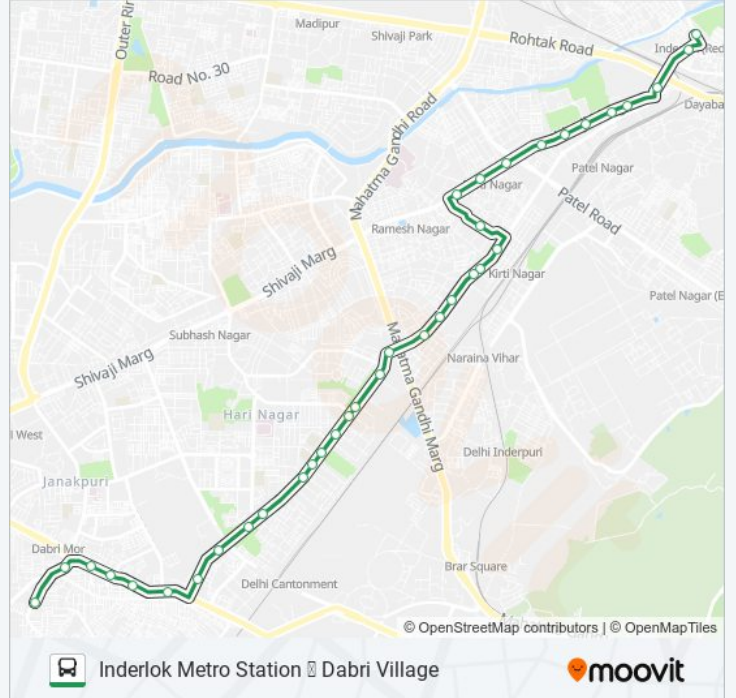 Outer Rin
Madipur
Shivaji Park
Rohtak Road
Road No. 30
Dayaba
Mahatma Gandhi Road
Patel Nagar
Nagar
Patel Road
Ramesh Nagar
Shivaji Marg
Kirti Nagar
Patel Nagar (E
Subhash Nagar
Mahatma Gandhi Marg
Naraina Vihar
Shivaji Marg
Hari Nagar
l West
Delhi Inderpuri
Janakpuri
Dabri Mor
Delhi Cantonment
Brar Square
© OpenStreetMap contributors | © OpenMapTiles
Inderlok Metro Station Dabri Village
moovit